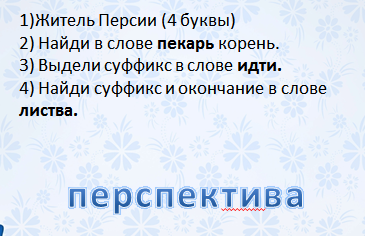 1)Житель Персии (4 буквы)
2) Найди в слове пекарь корень.
3) Выдели суффикс в слове идти.
4) Найди суффикс и окончание в слове
листва.
перспектива